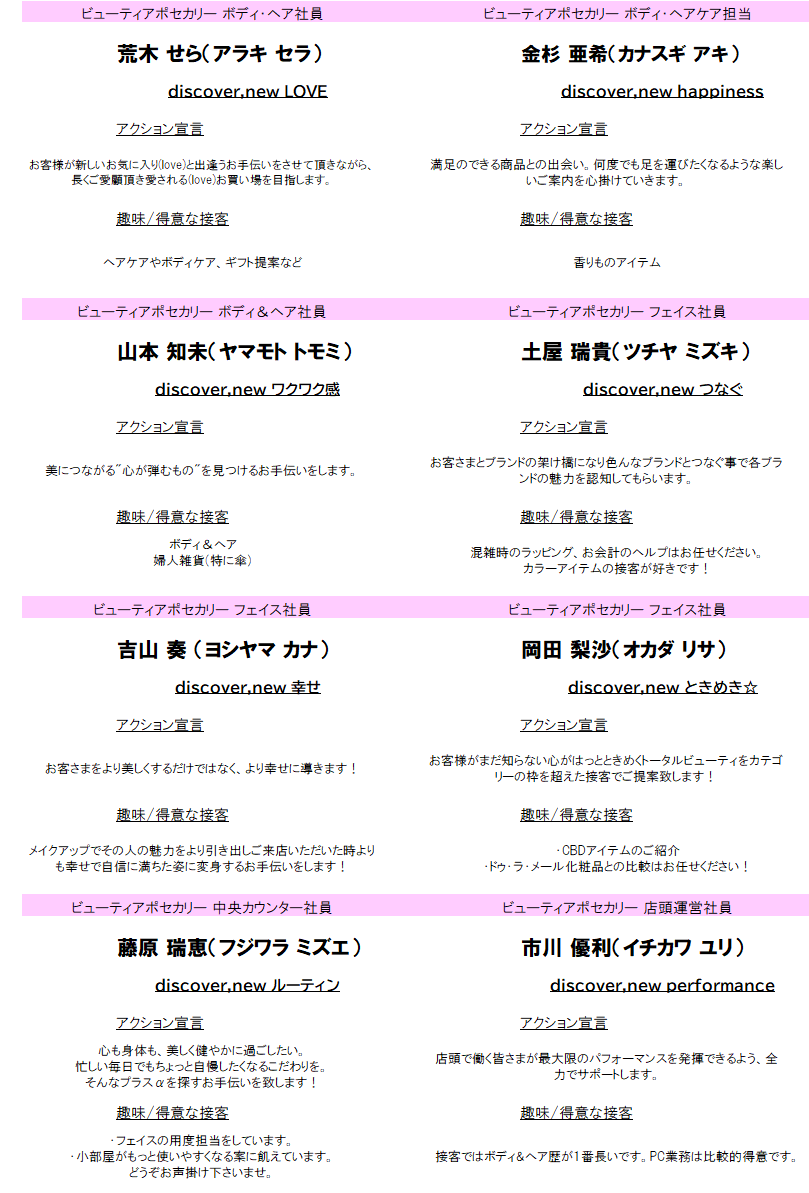 ビューティアポセカリー ボディ・ヘア社員
荒木 せら(アラキ セラ)
discover,new LOVE
アクション宣言
お客様が新しいお気に入り(love)と出逢うお手伝いをさせて頂きながら、
長くご愛顧頂き愛される(love)お買い場を目指します。
趣味/得意な接客
ヘアケアやボディケア、ギフト提案など
ビューティアポセカリー ボディ・ヘアケア担当
金杉 亜希(カナスギ アキ)
discover,new happiness
アクション宣言
満足のできる商品との出会い。何度でも足を運びたくなるような楽し
いご案内を心掛けていきます。
趣味/得意な接客
香りものアイテム
ビューティアポセカリー ボディ&ヘア社員
山本 知未(ヤマモト トモミ)
discover,new ワクワク感
アクション宣言
美につながる"心が弾むもの"を見つけるお手伝いをします。
趣味/得意な接客
ボディ&ヘア
婦人雑貨(特に傘)
ビューティアポセカリー フェイス社員
土屋 瑞貴(ツチヤ ミズキ)
discover,new つなぐ
アクション宣言
お客さまとブランドの架け橋になり色んなブランドとつなぐ事で各ブラ
ンドの魅力を認知してもらいます。
趣味/得意な接客
混雑時のラッピング、お会計のヘルプはお任せください。
カラーアイテムの接客が好きです!
ビューティアポセカリー フェイス社員
吉山 奏(ヨシヤマ カナ)
discover,new 幸せ
アクション宣言
お客さまをより美しくするだけではなく、より幸せに導きます!
趣味/得意な接客
メイクアップでその人の魅力をより引き出しご来店いただいた時より
も幸せで自信に満ちた姿に変身するお手伝いをします!
ビューティアポセカリー フェイス社員
岡田 梨沙(オカダ リサ)
discover,new ときめき☆
アクション宣言
お客様がまだ知らない心がはっとときめくトータルビューティをカテゴ
リーの枠を超えた接客でご提案致します!
趣味/得意な接客
・CBDアイテムのご紹介
・ドゥ・ラ・メール化粧品との比較はお任せください!
ビューティアポセカリー 中央カウンター社員
藤原 瑞恵(フジワラ ミズエ)
discover,new ルーティン
アクション宣言
心も身体も、美しく健やかに過ごしたい。
忙しい毎日でもちょっと自慢したくなるこだわりを。
そんなプラスαを探すお手伝いを致します!
趣味/得意な接客
・フェイスの用度担当をしています。
・小部屋がもっと使いやすくなる案に飢えています。
どうぞお声掛け下さいませ。
ビューティアポセカリー 店頭運営社員
市川 優利(イチカワ ユリ)
discover,new performance
アクション宣言
店頭で働く皆さまが最大限のパフォーマンスを発揮できるよう、全
力でサポートします。
趣味/得意な接客
接客ではボディ&ヘア歴が1番長いです。PC業務は比較的得意です。